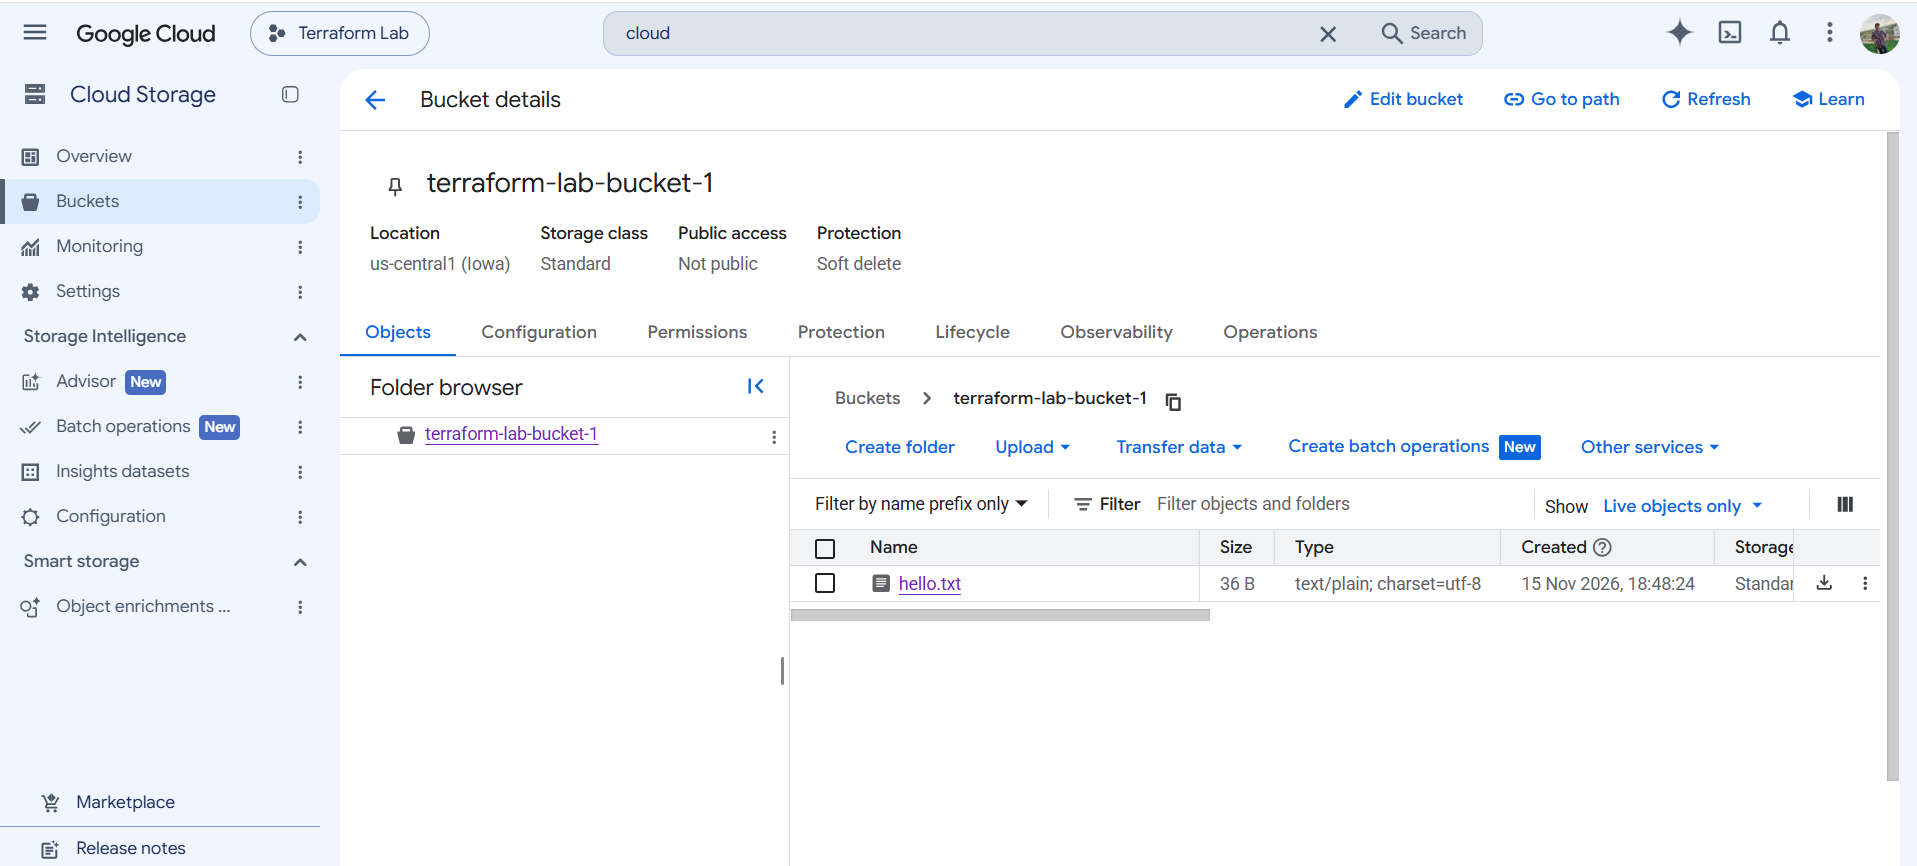 Google Cloud
Terraform Lab
cloud
Search
Cloud Storage
Overview
Buckets
Monitoring
Settings
Storage Intelligence
Advisor New
Batch operations New
Insights datasets
Configuration
Smart storage
Object enrichments ...
Marketplace
Release notes
Bucket details
Edit bucket
Go to path
Refresh
Learn
terraform-lab-bucket-1
Location Storage class Public access Protection
us-central1 (Iowa) Standard Not public Soft delete
Objects Configuration Permissions Protection Lifecycle Observability Operations
Folder browser
terraform-lab-bucket-1
Buckets > terraform-lab-bucket-1
Create folder Upload Transfer data Create batch operations New Other services
Filter by name prefix only Filter Filter objects and folders Show Live objects only
Name Size Type Created Storage
hello.txt 36 B text/plain; charset=utf-8 15 Nov 2026, 18:48:24 Standar